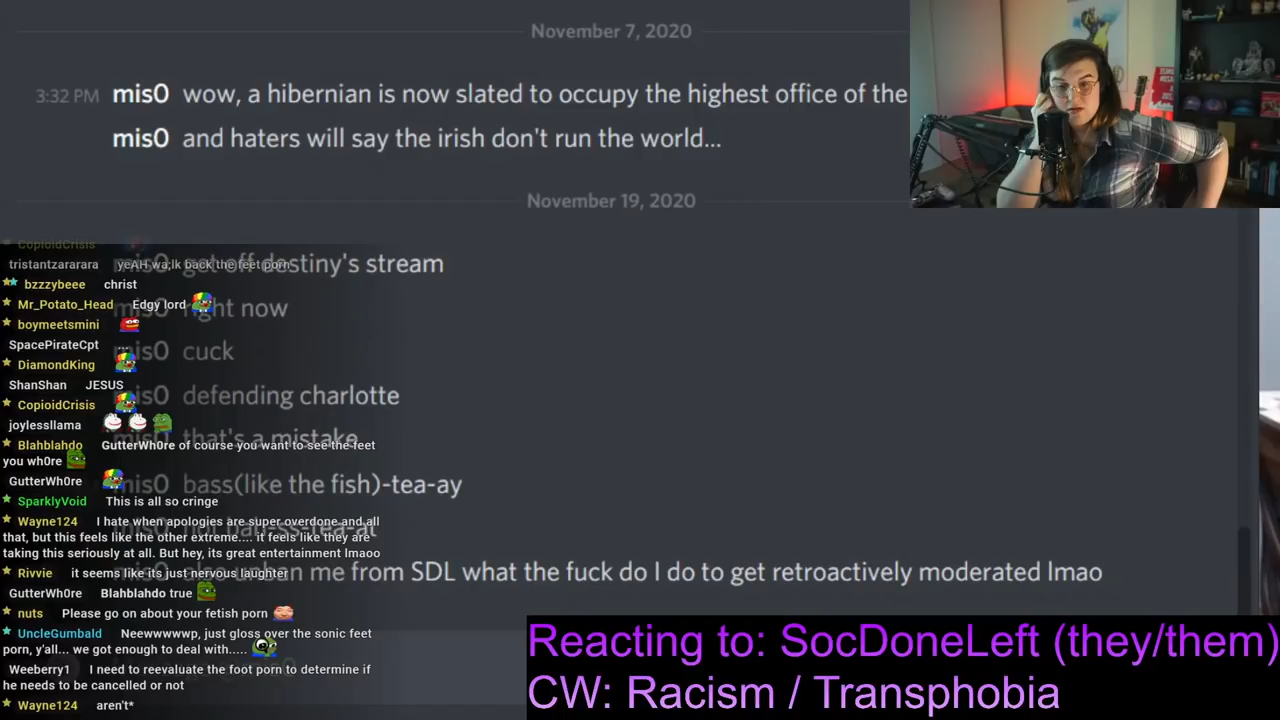 November 7, 2020
3:32 PM mis0 wow, a hibernian is now slated to occupy the highest office of the
mis0 and haters will say the irish don't run the world...
November 19, 2020
mis0 get off destiny's stream
mis0 right now
mis0 cuck
mis0 defending charlotte
mis0 that's a mistake
mis0 bass(like the fish)-tea-ay
mis0 not bah-ss-tea-at
me from SDL what the fuck do I do to get retroactively moderated lmao
CopioidCrisis
tristantzararara yeAH wa;lk back the feet porn
bzzzybeee christ
Mr_Potato_Head Edgy lord
boymeetsmini
SpacePirateCpt
DiamondKing
ShanShan JESUS
CopioidCrisis
joylessllama
Blahblahdo GutterWh0re of course you want to see the feet
you wh0re
GutterWh0re
SparklyVoid This is all so cringe
Wayne124 I hate when apologies are super overdone and all
that, but this feels like the other extreme.... it feels like they
taking this seriously at all. But hey, its great entertainment lmaoo
Rivvie it seems like its just nervous laughter
GutterWh0re Blahblahdo true
nuts Please go on about your fetish porn
UncleGumbald Neewwwwwp, just gloss over the sonic feet
porn, y'all... we got enough to deal with.....
Weeberry1 I need to reevaluate the foot porn to determine if
he needs to be cancelled or not
Wayne124 aren't*
Reacting to: SocDoneLeft (they/them)
CW: Racism / Transphobia